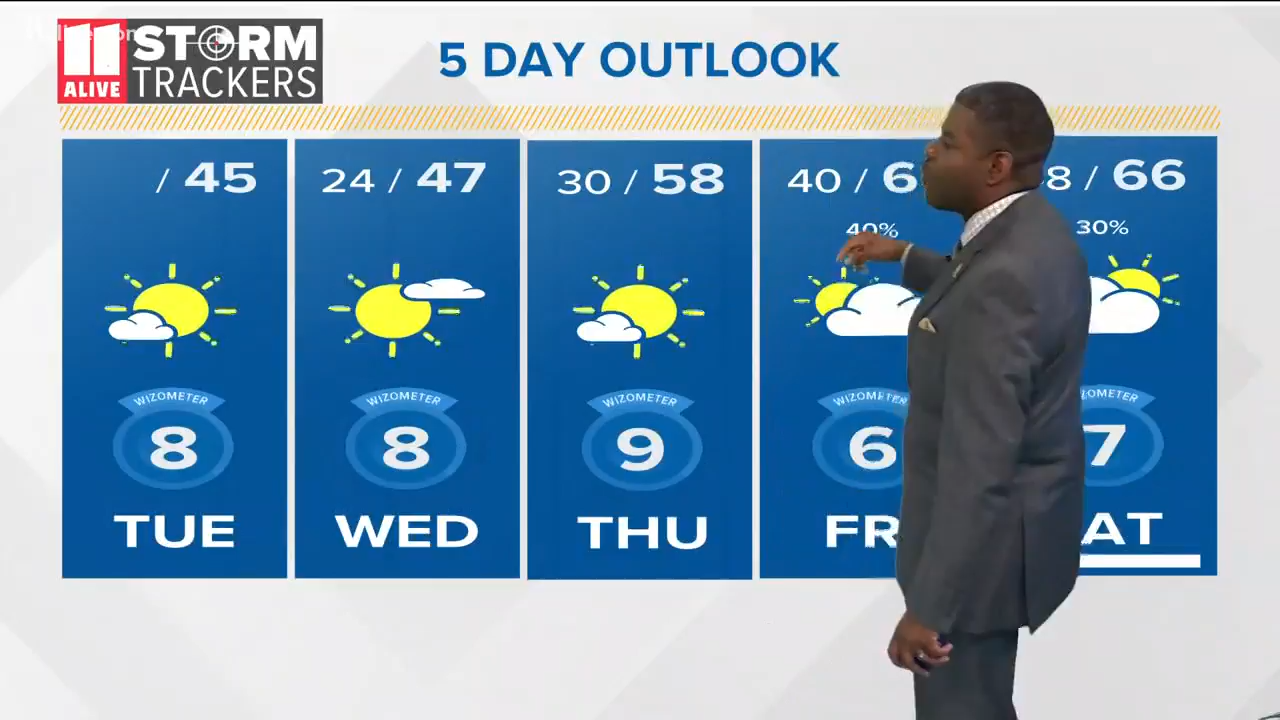 11 ALIVE
STORM
TRACKERS
5 DAY OUTLOOK
/ 45
24 / 47
30 / 58
40 / 6
8 / 66
40%
30%
WIZOMETER
WIZOMETER
WIZOMETER
WIZOMETER
8
8
9
6
7
TUE
WED
THU
FR
AT